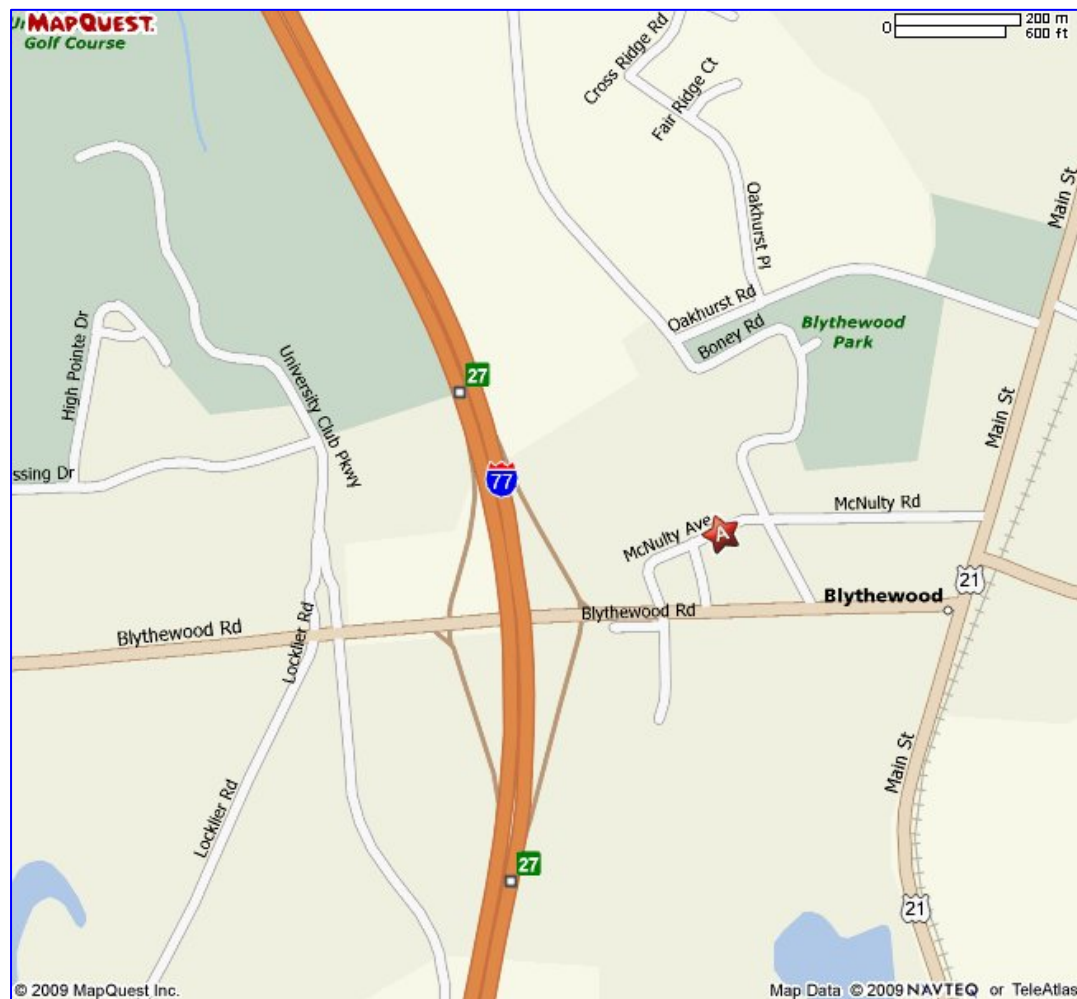 MAPQUEST.
Golf Course
0
200 m
600 ft
Cross Ridge Rd
Fair Ridge Ct
Main St
Oakhurst Pl
Oakhurst Rd
Boney Rd
Blythewood
Park
High Pointe Dr
University Club Pkwy
27
Main St
ssing Dr
77
McNulty Rd
McNulty Ave
A
21
Blythewood
Blythewood Rd
Blythewood Rd
Locklier Rd
Main St
Locklier Rd
27
21
© 2009 MapQuest Inc.
Map Data © 2009 NAVTEQ or TeleAtlas